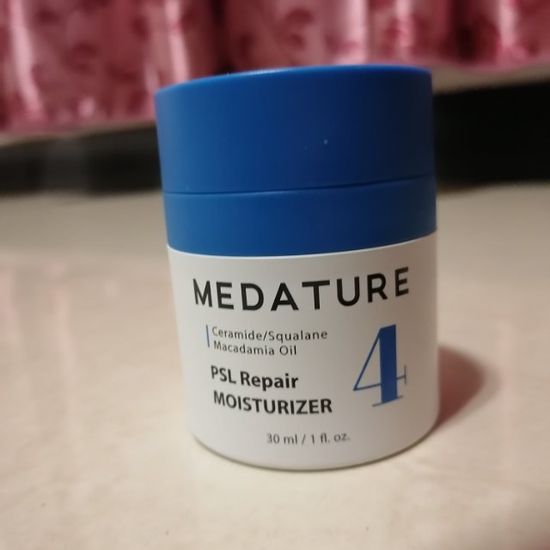 MEDATURE
Ceramide/Squalane
Macadamia Oil
PSL Repair
MOISTURIZER
4
30 ml / 1 fl. oz.